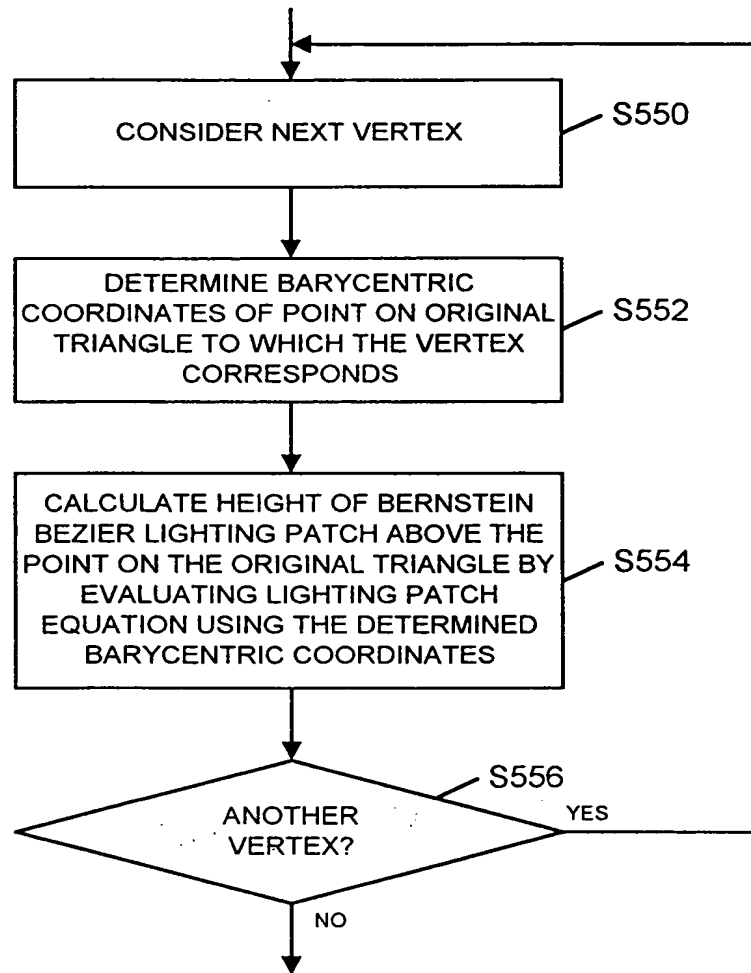 CONSIDER NEXT VERTEX
S550
DETERMINE BARYCENTRIC
COORDINATES OF POINT ON ORIGINAL
TRIANGLE TO WHICH THE VERTEX
CORRESPONDS
S552
CALCULATE HEIGHT OF BERNSTEIN
BEZIER LIGHTING PATCH ABOVE THE
POINT ON THE ORIGINAL TRIANGLE BY
EVALUATING LIGHTING PATCH
EQUATION USING THE DETERMINED
BARYCENTRIC COORDINATES
S554
S556
ANOTHER
VERTEX?
YES
NO